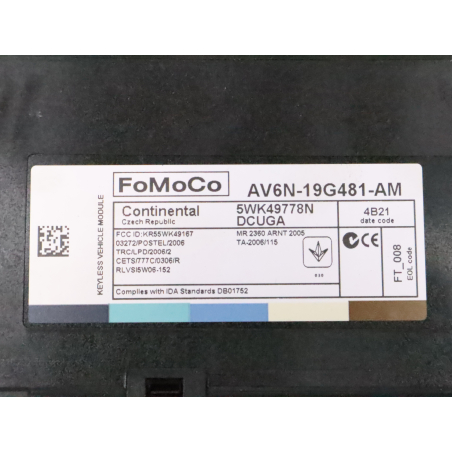 KEYLESS VEHICLE MODULE
FoMoCo
AV6N-19G481-AM
Continental
Czech Republic
5WK49778N
DCUGA
4B21
date code
FCC ID:KR55WK49167
03272/POSTEL/2006
TRC/LPD/2006/2
CETS/777C/0306/R
RLVSI5W06-152
MR 2360 ARNT 2005
TA-2006/115
FT_008
EOL code
Complies with IDA Standards DB01752